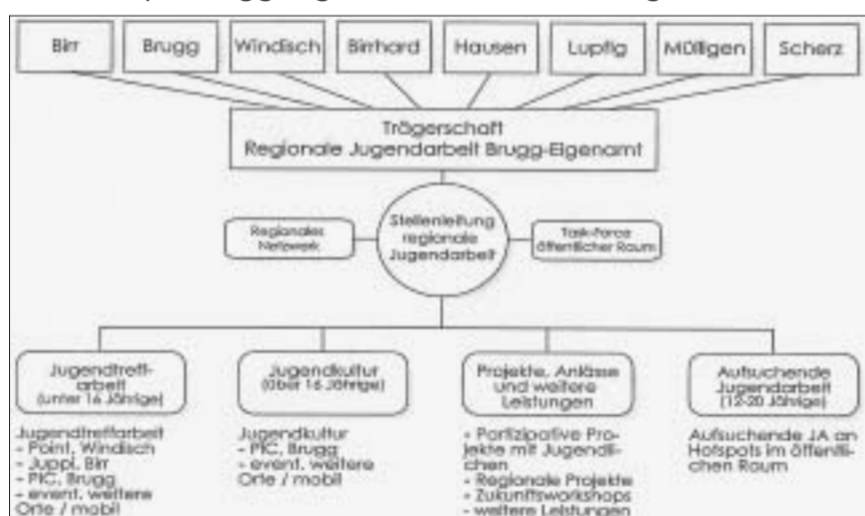 Birr
Brugg
Windisch
Birrhard
Hausen
Lupfig
Mülligen
Scherz
Trägerschaft
Regionale Jugendarbeit Brugg-Eigenamt
Stellenleitung
regionale
Jugendarbeit
Regionales
Netzwerk
Task-Force
öffentlicher Raum
Jugendtreff-
arbeit
(unter 16 Jährige)
Jugendkultur
(über 16 Jährige)
Projekte, Anlässe
und weitere
Leistungen
Aufsuchende
Jugendarbeit
(12-20 Jährige)
Jugendtreffarbeit
- Point, Windisch
- Juppi, Birr
- PIC, Brugg
- event. weitere
Orte / mobil
Jugendkultur
- PIC, Brugg
- event. weitere
Orte / mobil
- Partizipative Pro-
jekte mit Jugendli-
chen
- Regionale Projekte
- Zukunftsworkshops
- weitere Leistungen
Aufsuchende JA an
Hotspots im öffentli-
chen Raum